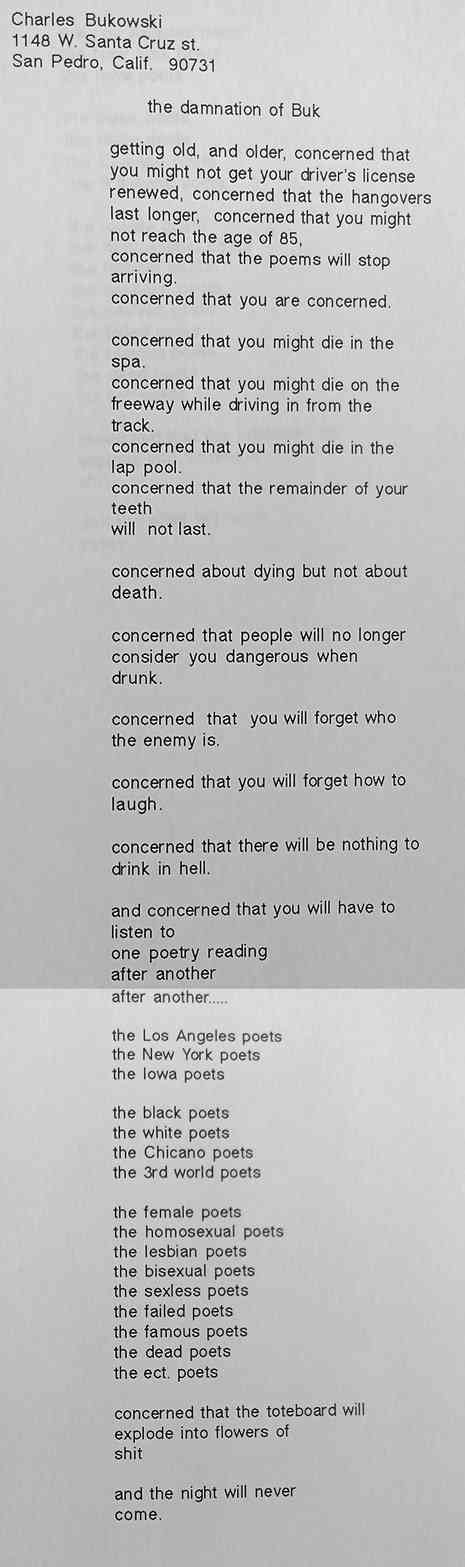 Charles Bukowski
1148 W. Santa Cruz st.
San Pedro, Calif. 90731
the damnation of Buk
getting old, and older, concerned that
you might not get your driver's license
renewed, concerned that the hangovers
last longer, concerned that you might
not reach the age of 85,
concerned that the poems will stop
arriving.
concerned that you are concerned.
concerned that you might die in the
spa.
concerned that you might die on the
freeway while driving in from the
track.
concerned that you might die in the
lap pool.
concerned that the remainder of your
teeth
will not last.
concerned about dying but not about
death.
concerned that people will no longer
consider you dangerous when
drunk.
concerned that you will forget who
the enemy is.
concerned that you will forget how to
laugh.
concerned that there will be nothing to
drink in hell.
and concerned that you will have to
listen to
one poetry reading
after another
after another.....
the Los Angeles poets
the New York poets
the Iowa poets
the black poets
the white poets
the Chicano poets
the 3rd world poets
the female poets
the homosexual poets
the lesbian poets
the bisexual poets
the sexless poets
the failed poets
the famous poets
the dead poets
the ect. poets
concerned that the toteboard will
explode into flowers of
shit
and the night will never
come.